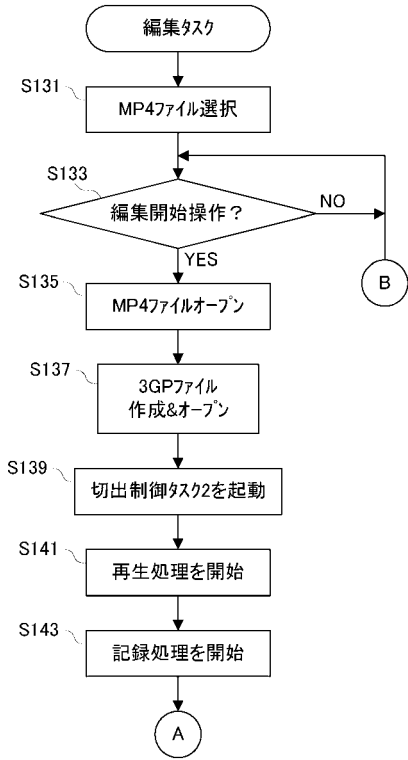 編集ﾀｽｸ
S131
MP4ﾌｧｲﾙ選択
S133
編集開始操作？
NO
YES
B
S135
MP4ﾌｧｲﾙオープン
S137
3GPﾌｧｲﾙ
作成&オープン
S139
切出制御ﾀｽｸ2を起動
S141
再生処理を開始
S143
記録処理を開始
A